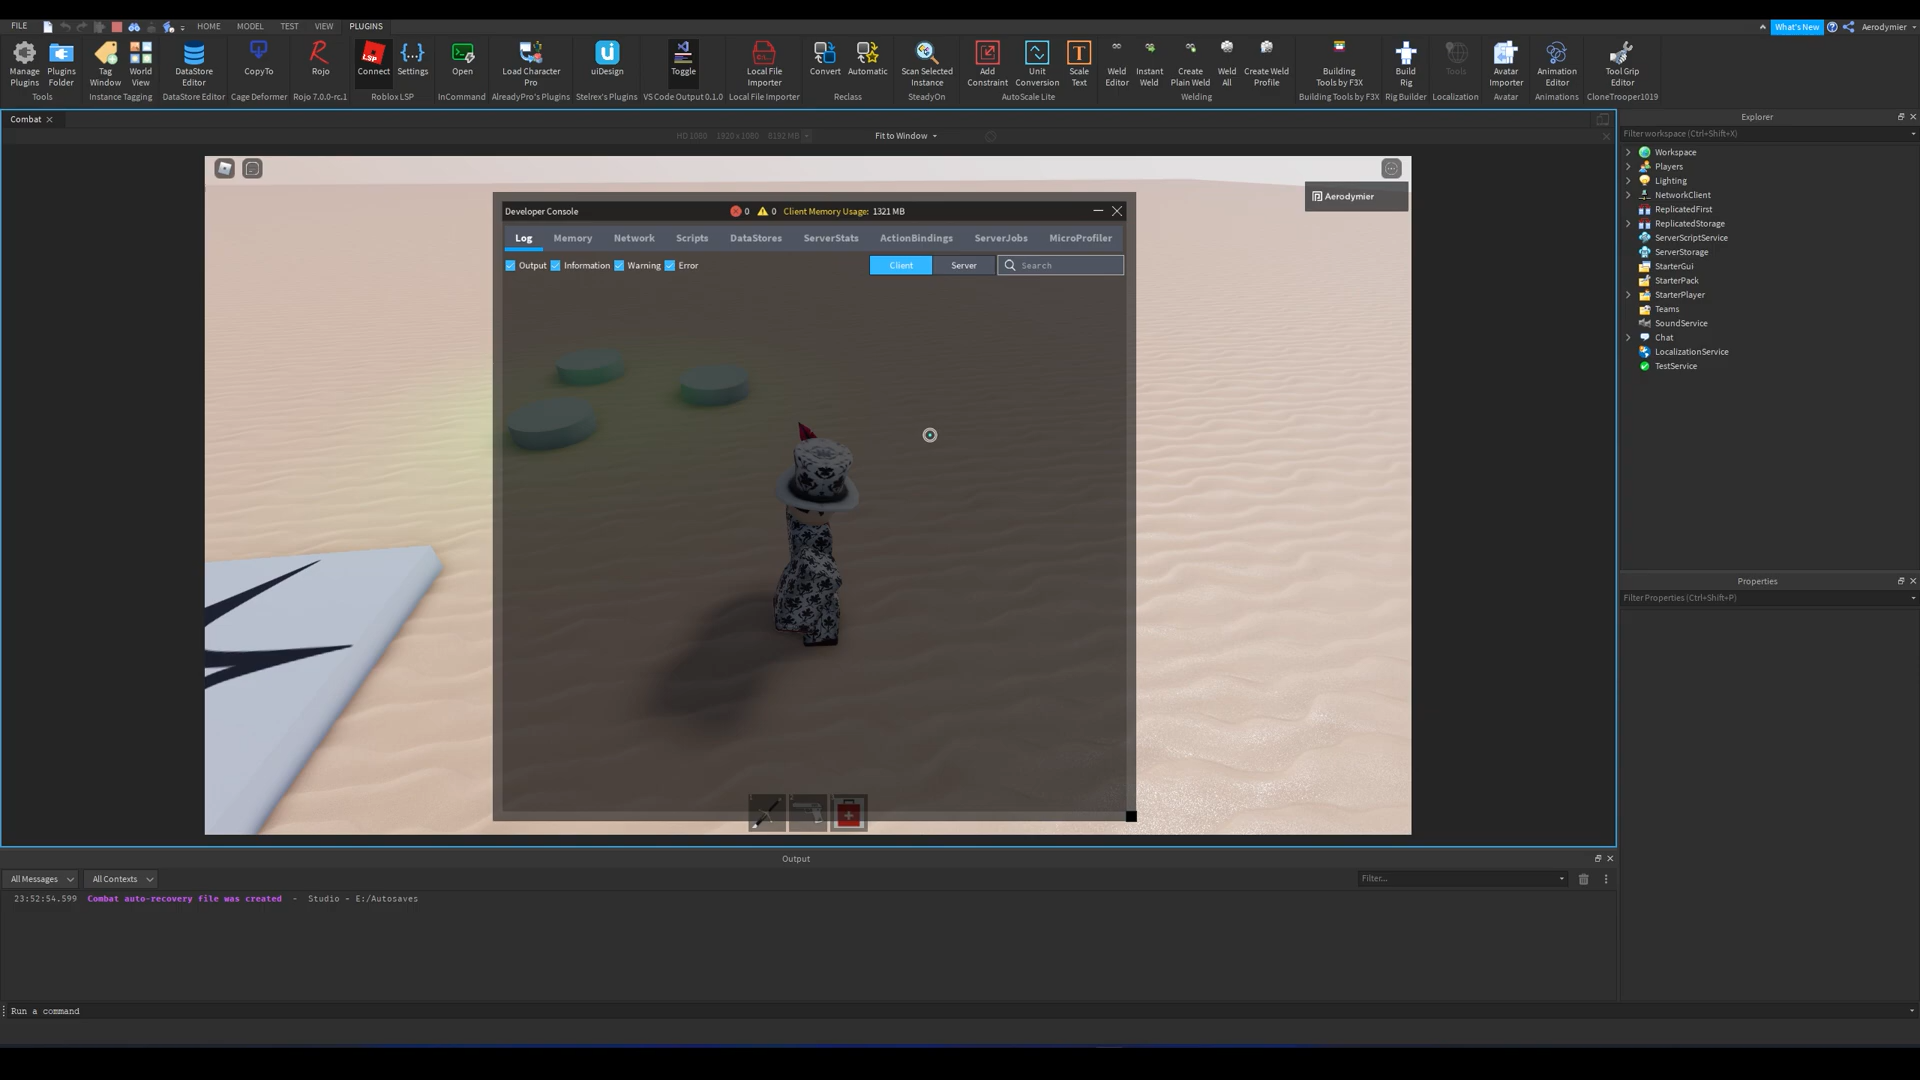 FILE HOME MODEL TEST VIEW PLUGINS What's New Aerodymier
Manage Plugins
Plugins Folder
Tag Window
World View
DataStore Editor
CopyTo
Rojo
Connect
Settings
Open
Load Character Pro
uiDesign
Toggle
Local File Importer
Convert
Automatic
Scan Selected Instance
Add Constraint
Unit Conversion
Scale Text
Weld Editor
Instant Weld
Create Plain Weld
Weld All
Create Weld Profile
Building Tools by F3X
Build Rig
Tools
Avatar Importer
Animation Editor
Tool Grip Editor
Tools Instance Tagging DataStore Editor Cage Deformer Rojo 7.0.0-rc.1 Roblox LSP InCommand AlreadyPro's Plugins Stelrex's Plugins VS Code Output 0.1.0 Local File Importer Reclass SteadyOn AutoScale Lite Welding Building Tools by F3X Rig Builder Localization Avatar Animations CloneTrooper1019
Combat
HD 1080 1920 x 1080 8192 MB Fit to Window
Aerodymier
Developer Console 0 0 Client Memory Usage: 1321 MB
Log Memory Network Scripts DataStores ServerStats ActionBindings ServerJobs MicroProfiler
Output Information Warning Error Client Server Search
Explorer
Filter workspace (Ctrl+Shift+X)
Workspace
Players
Lighting
NetworkClient
ReplicatedFirst
ReplicatedStorage
ServerScriptService
ServerStorage
StarterGui
StarterPack
StarterPlayer
Teams
SoundService
Chat
LocalizationService
TestService
Properties
Filter Properties (Ctrl+Shift+P)
Output
All Messages All Contexts Filter...
23:52:54.599 Combat auto-recovery file was created - Studio - E:/Autosaves
Run a command